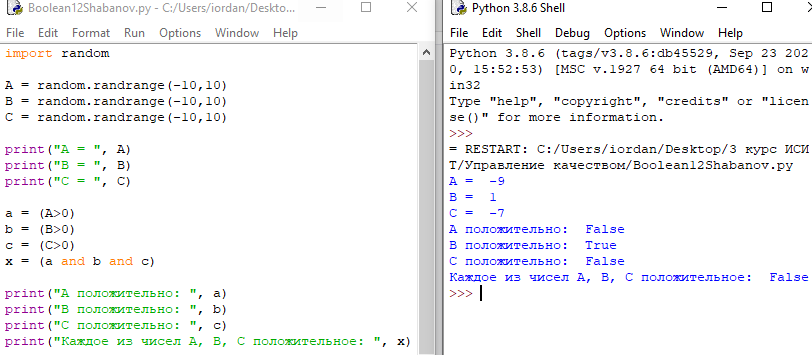 Boolean12Shabanov.py - C:/Users/iordan/Deskto...
File Edit Format Run Options Window Help
import random
A = random.randrange(-10,10)
B = random.randrange(-10,10)
C = random.randrange(-10,10)
print("A = ", A)
print("B = ", B)
print("C = ", C)
a = (A>0)
b = (B>0)
c = (C>0)
x = (a and b and c)
print("А положительно: ", a)
print("В положительно: ", b)
print("С положительно: ", c)
print("Каждое из чисел А, В, С положительное: ", x)
Python 3.8.6 Shell
File Edit Shell Debug Options Window Help
Python 3.8.6 (tags/v3.8.6:db45529, Sep 23 202
0, 15:52:53) [MSC v.1927 64 bit (AMD64)] on w
in32
Type "help", "copyright", "credits" or "licen
se()" for more information.
>>>
= RESTART: C:/Users/iordan/Desktop/3 курс ИСИ
Т/Управление качеством/Boolean12Shabanov.py
A =  -9
B =  1
C =  -7
А положительно:  False
В положительно:  True
С положительно:  False
Каждое из чисел А, В, С положительное:  False
>>>